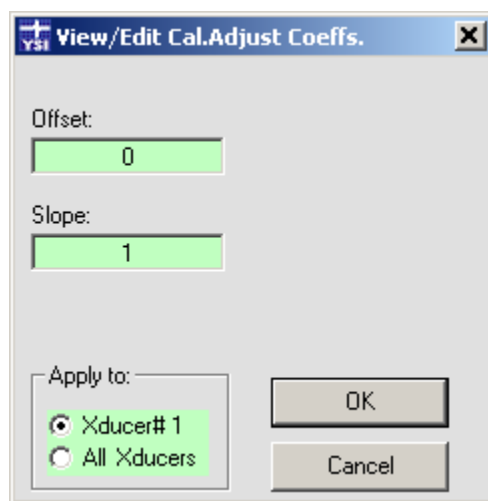 YSI View/Edit Cal.Adjust Coeffs.
Offset:
0
Slope:
1
Apply to:
Xducer# 1
All Xducers
OK
Cancel